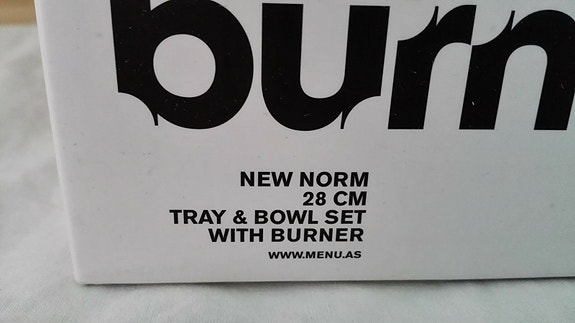 burn
NEW NORM
28 CM
TRAY & BOWL SET
WITH BURNER
WWW.MENU.AS